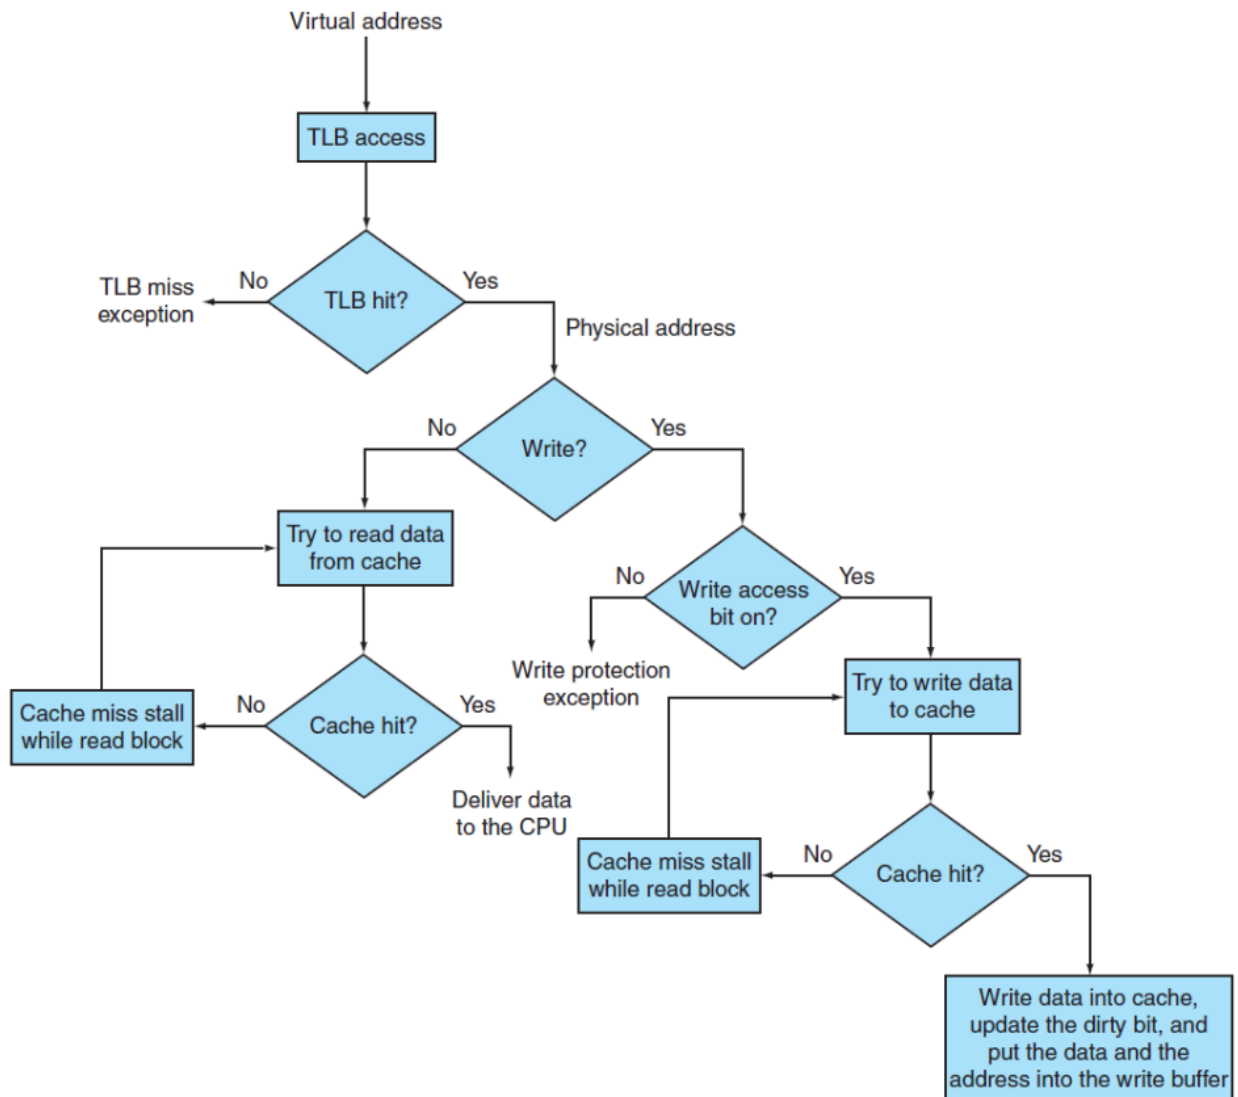 Virtual address
TLB access
No
Yes
TLB miss
exception
TLB hit?
Physical address
No
Yes
Write?
Try to read data
from cache
No
Yes
Write access
bit on?
Write protection
exception
Try to write data
to cache
No
Yes
Cache miss stall
while read block
Cache hit?
Deliver data
to the CPU
No
Yes
Cache miss stall
while read block
Cache hit?
Write data into cache,
update the dirty bit, and
put the data and the
address into the write buffer